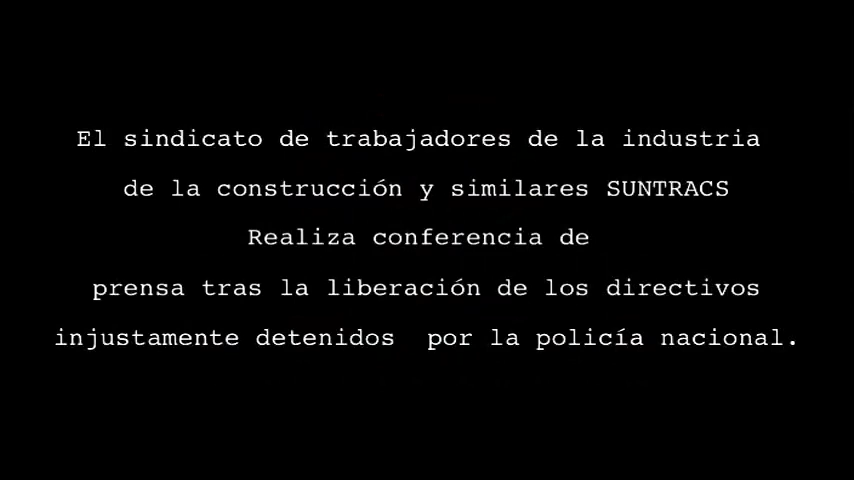 El sindicato de trabajadores de la industria
de la construcción y similares SUNTRACS
Realiza conferencia de
prensa tras la liberación de los directivos
injustamente detenidos por la policía nacional.